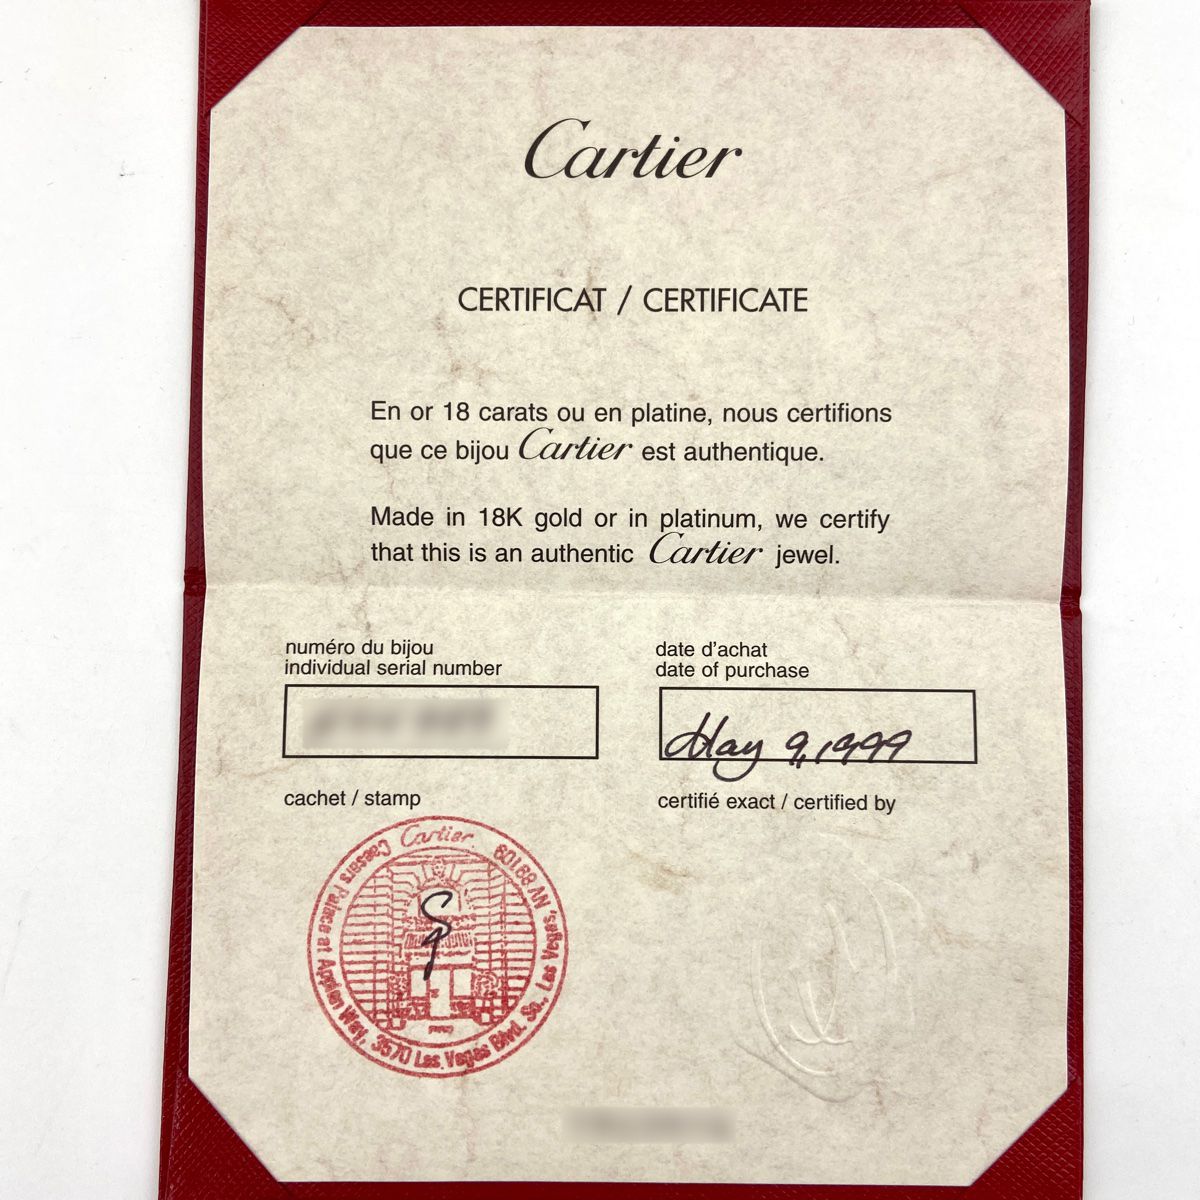 Cartier
CERTIFICAT / CERTIFICATE
En or 18 carats ou en platine, nous certifions
que ce bijou Cartier est authentique.
Made in 18K gold or in platinum, we certify
that this is an authentic Cartier jewel.
numéro du bijou
individual serial number
date d'achat
date of purchase
May 9, 1999
cachet / stamp
certifié exact / certified by
Cartier
Caesars Palace at Appian Way, 3570 Las Vegas Blvd. So., Las Vegas, NV 89109